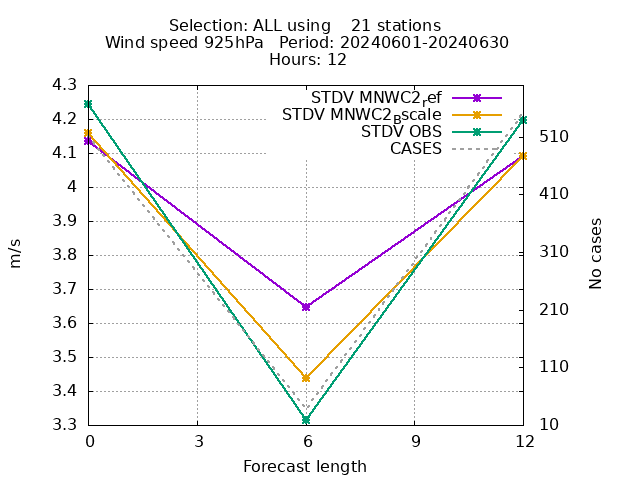 Selection: ALL using 21 stations
Wind speed 925hPa Period: 20240601-20240630
Hours: 12
STDV MNWC2ref
STDV MNWC2Bscale
STDV OBS
CASES
4.3
4.2
4.1
4
3.9
3.8
3.7
3.6
3.5
3.4
3.3
m/s
510
410
310
210
110
10
No cases
0 3 6 9 12
Forecast length